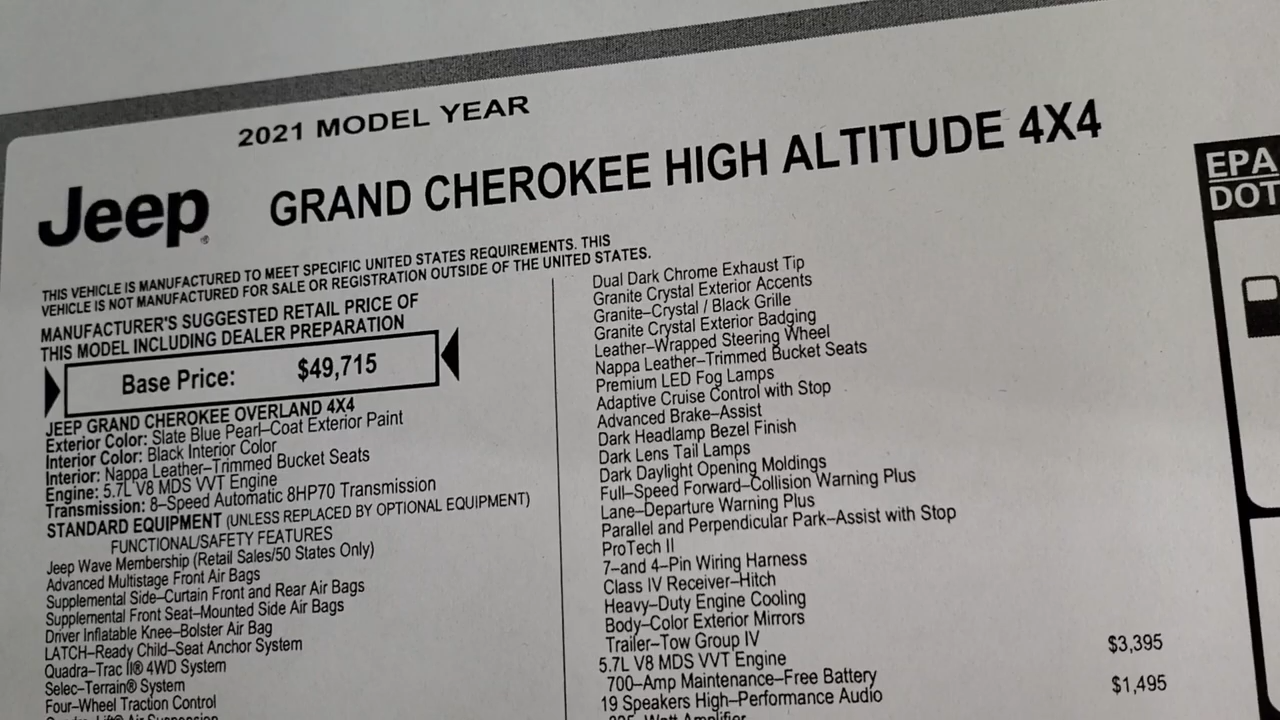 2021 MODEL YEAR
Jeep®
GRAND CHEROKEE HIGH ALTITUDE 4X4
THIS VEHICLE IS MANUFACTURED TO MEET SPECIFIC UNITED STATES REQUIREMENTS. THIS
VEHICLE IS NOT MANUFACTURED FOR SALE OR REGISTRATION OUTSIDE OF THE UNITED STATES.
MANUFACTURER'S SUGGESTED RETAIL PRICE OF
THIS MODEL INCLUDING DEALER PREPARATION
Base Price: $49,715
JEEP GRAND CHEROKEE OVERLAND 4X4
Exterior Color: Slate Blue Pearl–Coat Exterior Paint
Interior Color: Black Interior Color
Interior: Nappa Leather–Trimmed Bucket Seats
Engine: 5.7L V8 MDS VVT Engine
Transmission: 8–Speed Automatic 8HP70 Transmission
STANDARD EQUIPMENT (UNLESS REPLACED BY OPTIONAL EQUIPMENT)
FUNCTIONAL/SAFETY FEATURES
Jeep Wave Membership (Retail Sales/50 States Only)
Advanced Multistage Front Air Bags
Supplemental Side–Curtain Front and Rear Air Bags
Supplemental Front Seat–Mounted Side Air Bags
Driver Inflatable Knee–Bolster Air Bag
LATCH–Ready Child–Seat Anchor System
Quadra–Trac II® 4WD System
Selec–Terrain® System
Four–Wheel Traction Control
Quadra–Lift® Air Suspension
Dual Dark Chrome Exhaust Tip
Granite Crystal Exterior Accents
Granite–Crystal / Black Grille
Granite Crystal Exterior Badging
Leather–Wrapped Steering Wheel
Nappa Leather–Trimmed Bucket Seats
Premium LED Fog Lamps
Adaptive Cruise Control with Stop
Advanced Brake–Assist
Dark Headlamp Bezel Finish
Dark Lens Tail Lamps
Dark Daylight Opening Moldings
Full–Speed Forward–Collision Warning Plus
Lane–Departure Warning Plus
Parallel and Perpendicular Park–Assist with Stop
ProTech II
7–and 4–Pin Wiring Harness
Class IV Receiver–Hitch
Heavy–Duty Engine Cooling
Body–Color Exterior Mirrors
Trailer–Tow Group IV
5.7L V8 MDS VVT Engine $3,395
700–Amp Maintenance–Free Battery
19 Speakers High–Performance Audio $1,495
825–Watt Amplifier
EPA
DOT